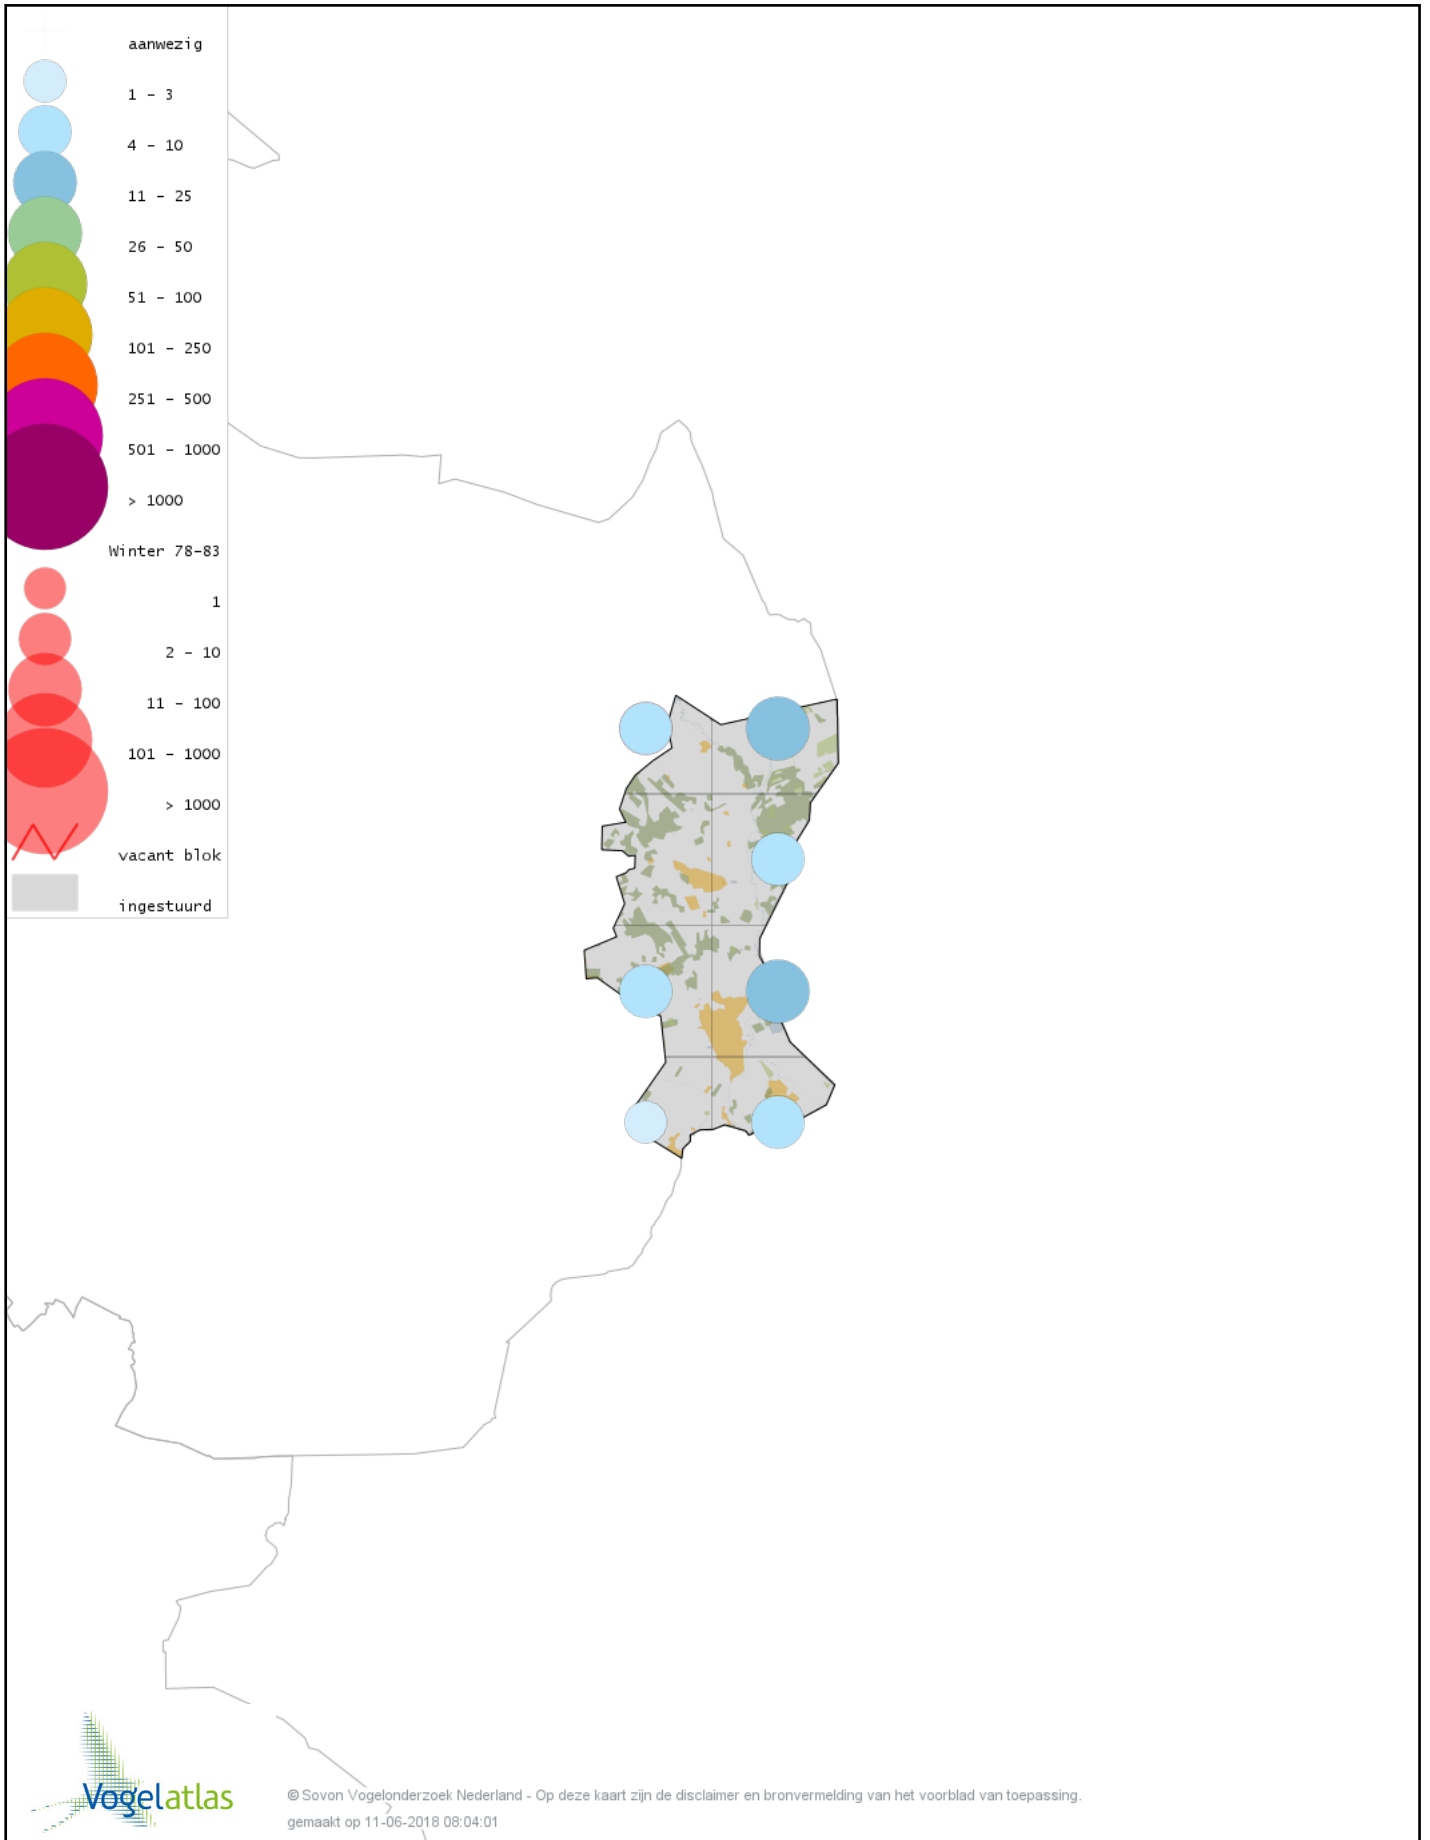 aanwezig
1 - 3
4 - 10
11 - 25
26 - 50
51 - 100
101 - 250
251 - 500
501 - 1000
> 1000
Winter 78-83
1
2 - 10
11 - 100
101 - 1000
> 1000
vacant blok
ingestuurd
Vogelatlas
© Sovon Vogelonderzoek Nederland - Op deze kaart zijn de disclaimer en bronvermelding van het voorblad van toepassing.
gemaakt op 11-06-2018 08:04:01